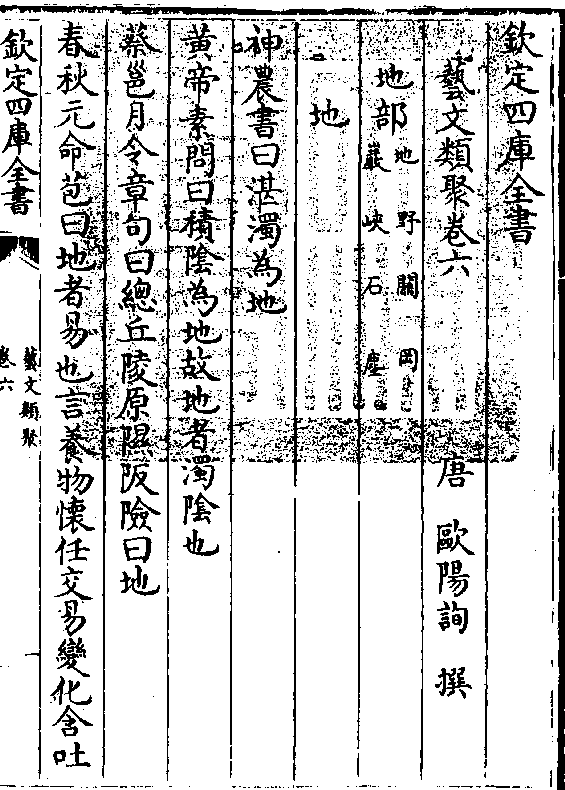 欽定四庫全書
藝文類聚卷六
唐 歐陽詢 撰
地部 地 野 關 岡
巖 峽 石 塵
地
神農書曰湛濁為地
黃帝素問曰積陰為地故地者濁陰也
蔡邕月令章句曰總丘陵原隰阪險曰地
春秋元命苞曰地者易也言養物懷任交易變化含吐
欽定四庫全書
藝文類聚
卷六
一